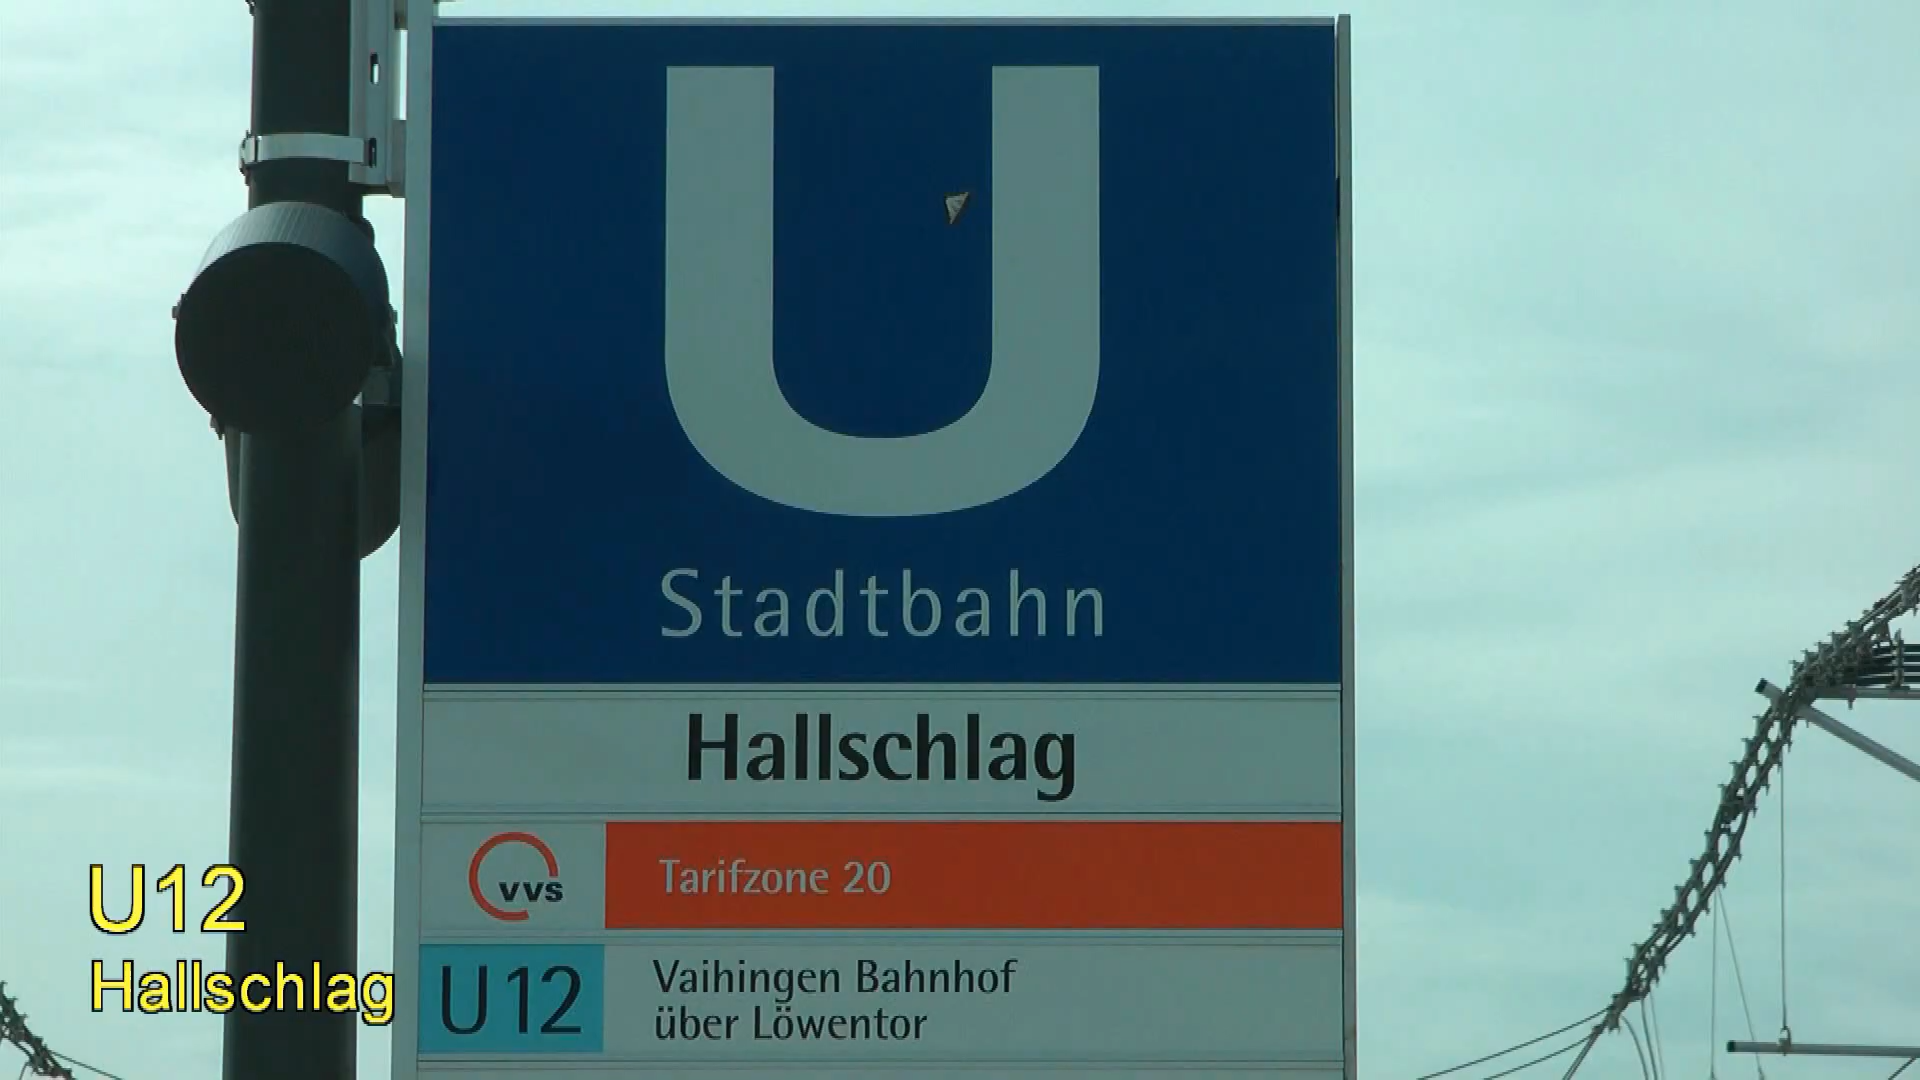 U
Stadtbahn
Hallschlag
VVS
Tarifzone 20
U12
Vaihingen Bahnhof
über Löwentor
U12
Hallschlag